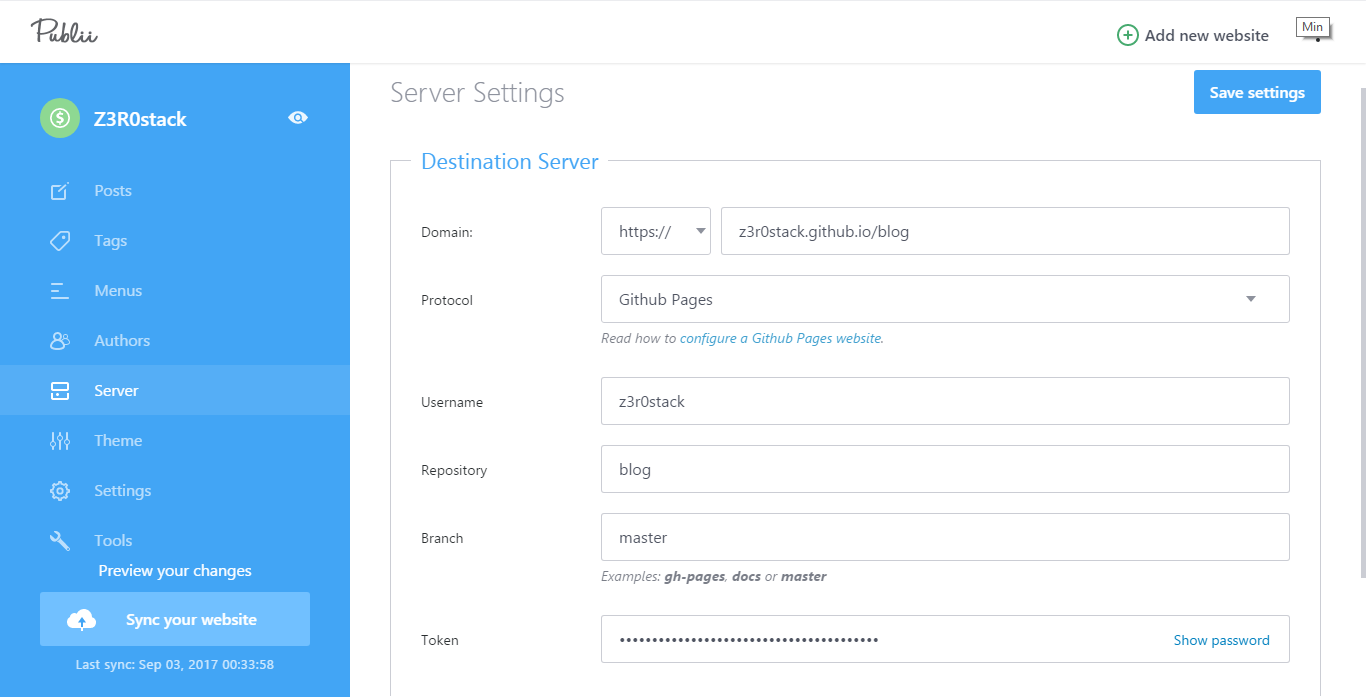 Publii
Add new website
Min
Z3R0stack
Posts
Tags
Menus
Authors
Server
Theme
Settings
Tools
Preview your changes
Sync your website
Last sync: Sep 03, 2017 00:33:58
Server Settings
Save settings
Destination Server
Domain: https:// z3r0stack.github.io/blog
Protocol Github Pages
Read how to configure a Github Pages website.
Username z3r0stack
Repository blog
Branch master
Examples: gh-pages, docs or master
Token •••••••••••••••••••••••••••••••••••••••• Show password